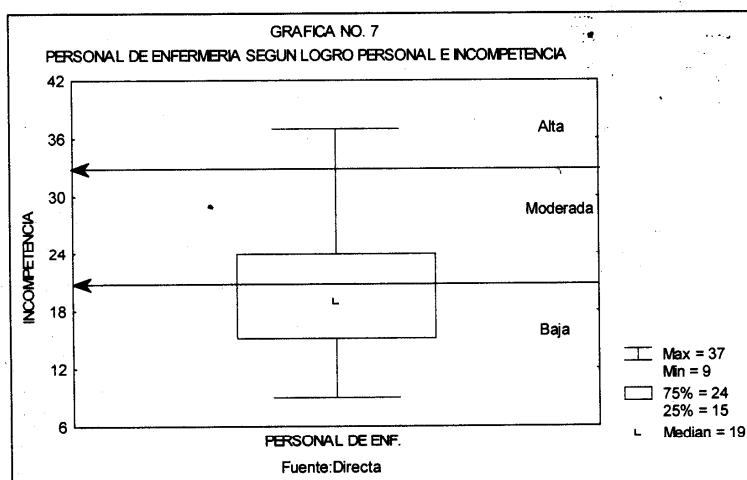 GRAFICA NO. 7
PERSONAL DE ENFERMERIA SEGUN LOGRO PERSONAL E INCOMPETENCIA
42
36
30
24
18
12
6
INCOMPETENCIA
Alta
Moderada
Baja
PERSONAL DE ENF.
Fuente:Directa
Max = 37
Min = 9
75% = 24
25% = 15
Median = 19